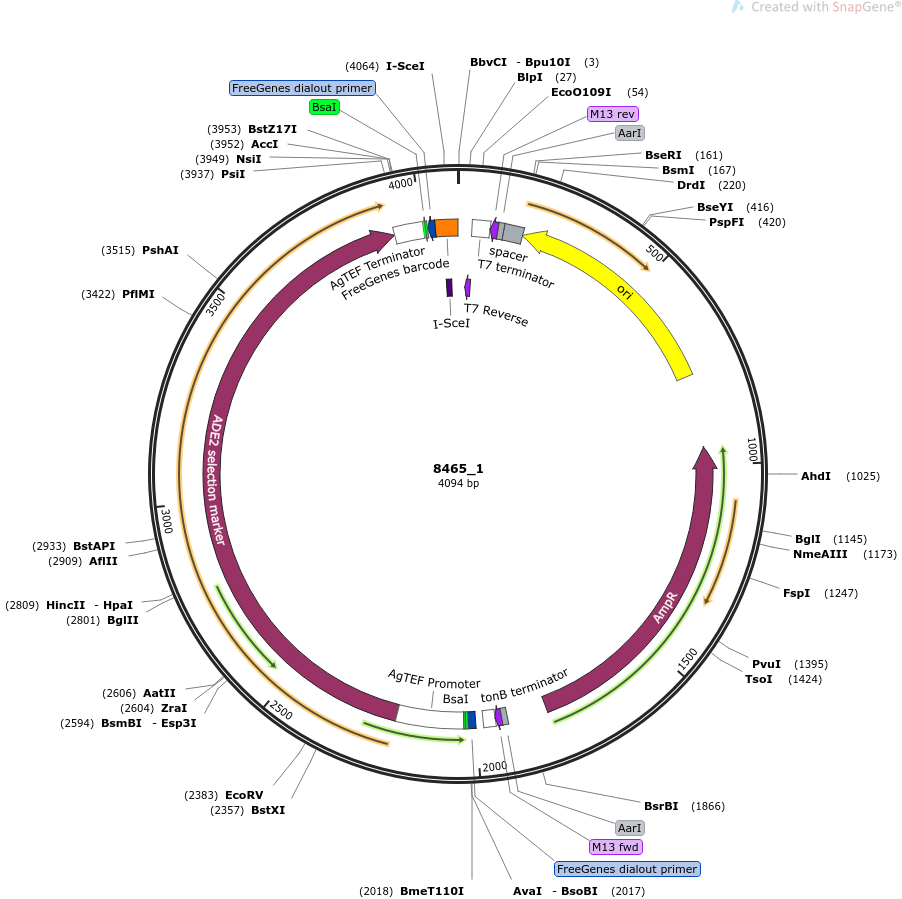 Created with SnapGene®
(4064) I-SceI
BbvCI - Bpu10I (3)
BlpI (27)
EcoO109I (54)
FreeGenes dialout primer
BsaI
M13 rev
AarI
(3953) BstZ17I
(3952) AccI
(3949) NsiI
(3937) PsiI
BseRI (161)
BsmI (167)
DrdI (220)
BseYI (416)
PspFI (420)
4000
500
(3515) PshAI
(3422) PflMI
3500
AgTEF Terminator
FreeGenes barcode
spacer
T7 terminator
I-SceI
T7 Reverse
ori
ADE2 selection marker
8465_1
4094 bp
1000
AhdI (1025)
3000
BglI (1145)
NmeAIII (1173)
FspI (1247)
(2933) BstAPI
(2909) AflII
(2809) HincII - HpaI
(2801) BglII
AmpR
1500
PvuI (1395)
TsoI (1424)
(2606) AatII
(2604) ZraI
(2594) BsmBI - Esp3I
2500
AgTEF Promoter
BsaI
tonB terminator
2000
(2383) EcoRV
(2357) BstXI
BsrBI (1866)
AarI
M13 fwd
FreeGenes dialout primer
(2018) BmeT110I
AvaI - BsoBI (2017)